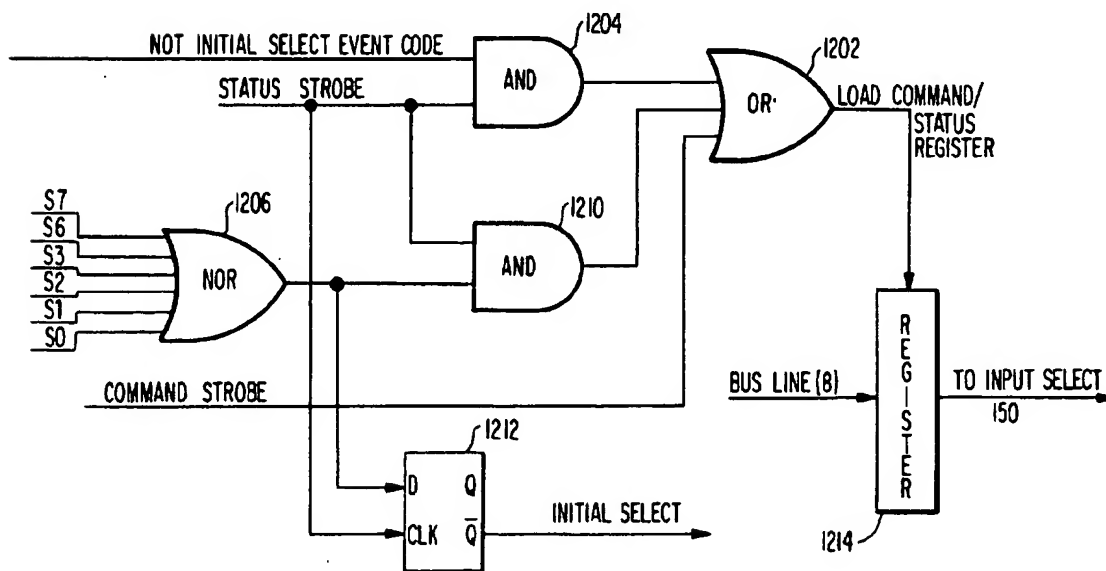 1204
NOT INITIAL SELECT EVENT CODE
1202
STATUS STROBE
AND
OR
LOAD COMMAND/
STATUS
REGISTER
S7
S6
S3
S2
S1
S0
1206
NOR
1210
AND
COMMAND STROBE
REGISTER
BUS LINE (8)
TO INPUT SELECT
150
1212
D Q
CLK Q̅
INITIAL SELECT
1214